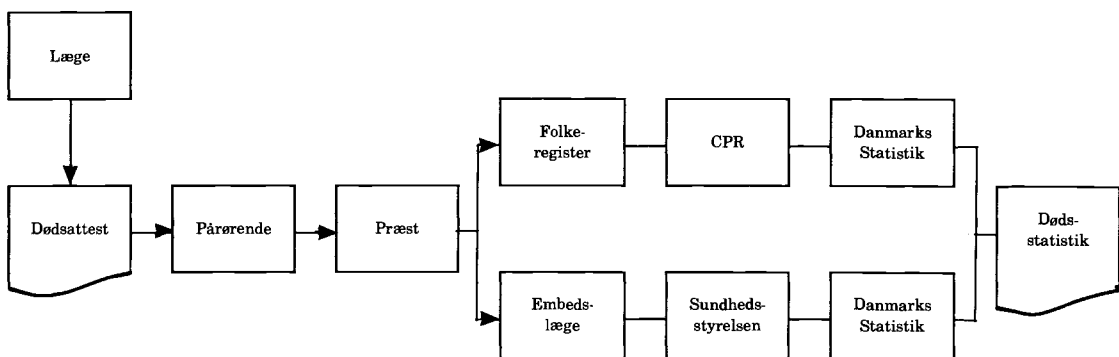 Læge
Dødsattest
Pårørende
Præst
Folke-
register
CPR
Danmarks
Statistik
Embeds-
læge
Sundheds-
styrelsen
Danmarks
Statistik
Døds-
statistik